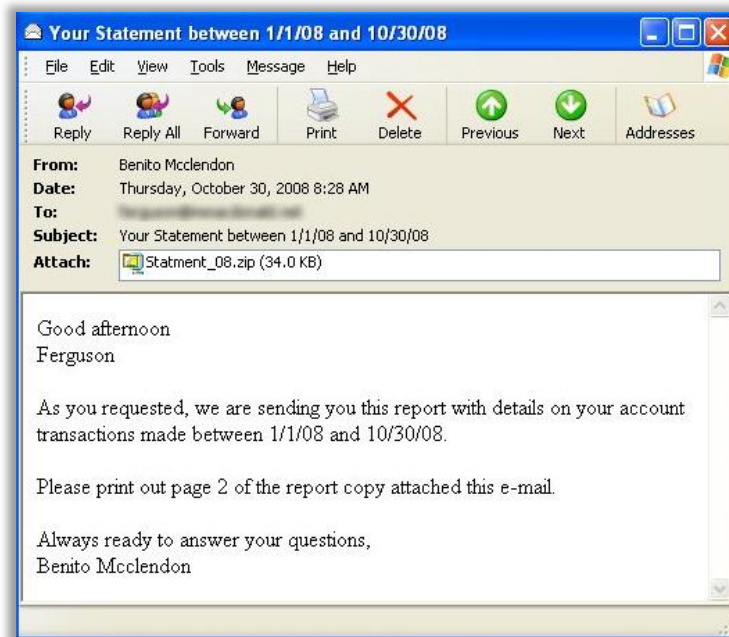 Your Statement between 1/1/08 and 10/30/08
File Edit View Tools Message Help
Reply Reply All Forward Print Delete Previous Next Addresses
From: Benito Mcclendon
Date: Thursday, October 30, 2008 8:28 AM
To:
Subject: Your Statement between 1/1/08 and 10/30/08
Attach: Statment_08.zip (34.0 KB)
Good afternoon
Ferguson
As you requested, we are sending you this report with details on your account
transactions made between 1/1/08 and 10/30/08.
Please print out page 2 of the report copy attached this e-mail.
Always ready to answer your questions,
Benito Mcclendon